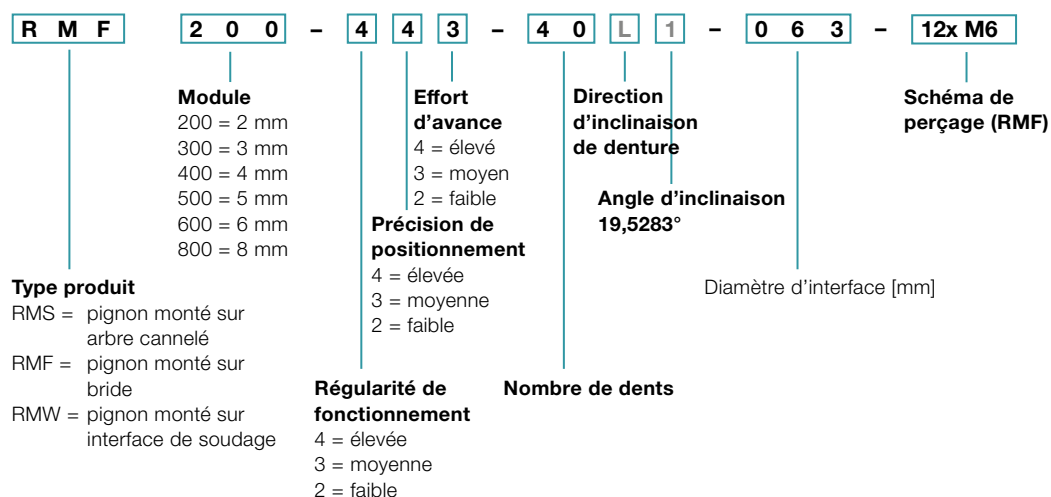 R M F 2 0 0 – 4 4 3 – 4 0 L 1 – 0 6 3 – 12x M6
Module
200 = 2 mm
300 = 3 mm
400 = 4 mm
500 = 5 mm
600 = 6 mm
800 = 8 mm
Effort
d’avance
4 = élevé
3 = moyen
2 = faible
Direction
d’inclinaison
de denture
Schéma de
perçage (RMF)
Angle d’inclinaison
19,5283°
Précision de
positionnement
4 = élevée
3 = moyenne
2 = faible
Type produit
RMS = pignon monté sur
arbre cannelé
RMF = pignon monté sur
bride
RMW = pignon monté sur
interface de soudage
Diamètre d’interface [mm]
Régularité de
fonctionnement
4 = élevée
3 = moyenne
2 = faible
Nombre de dents